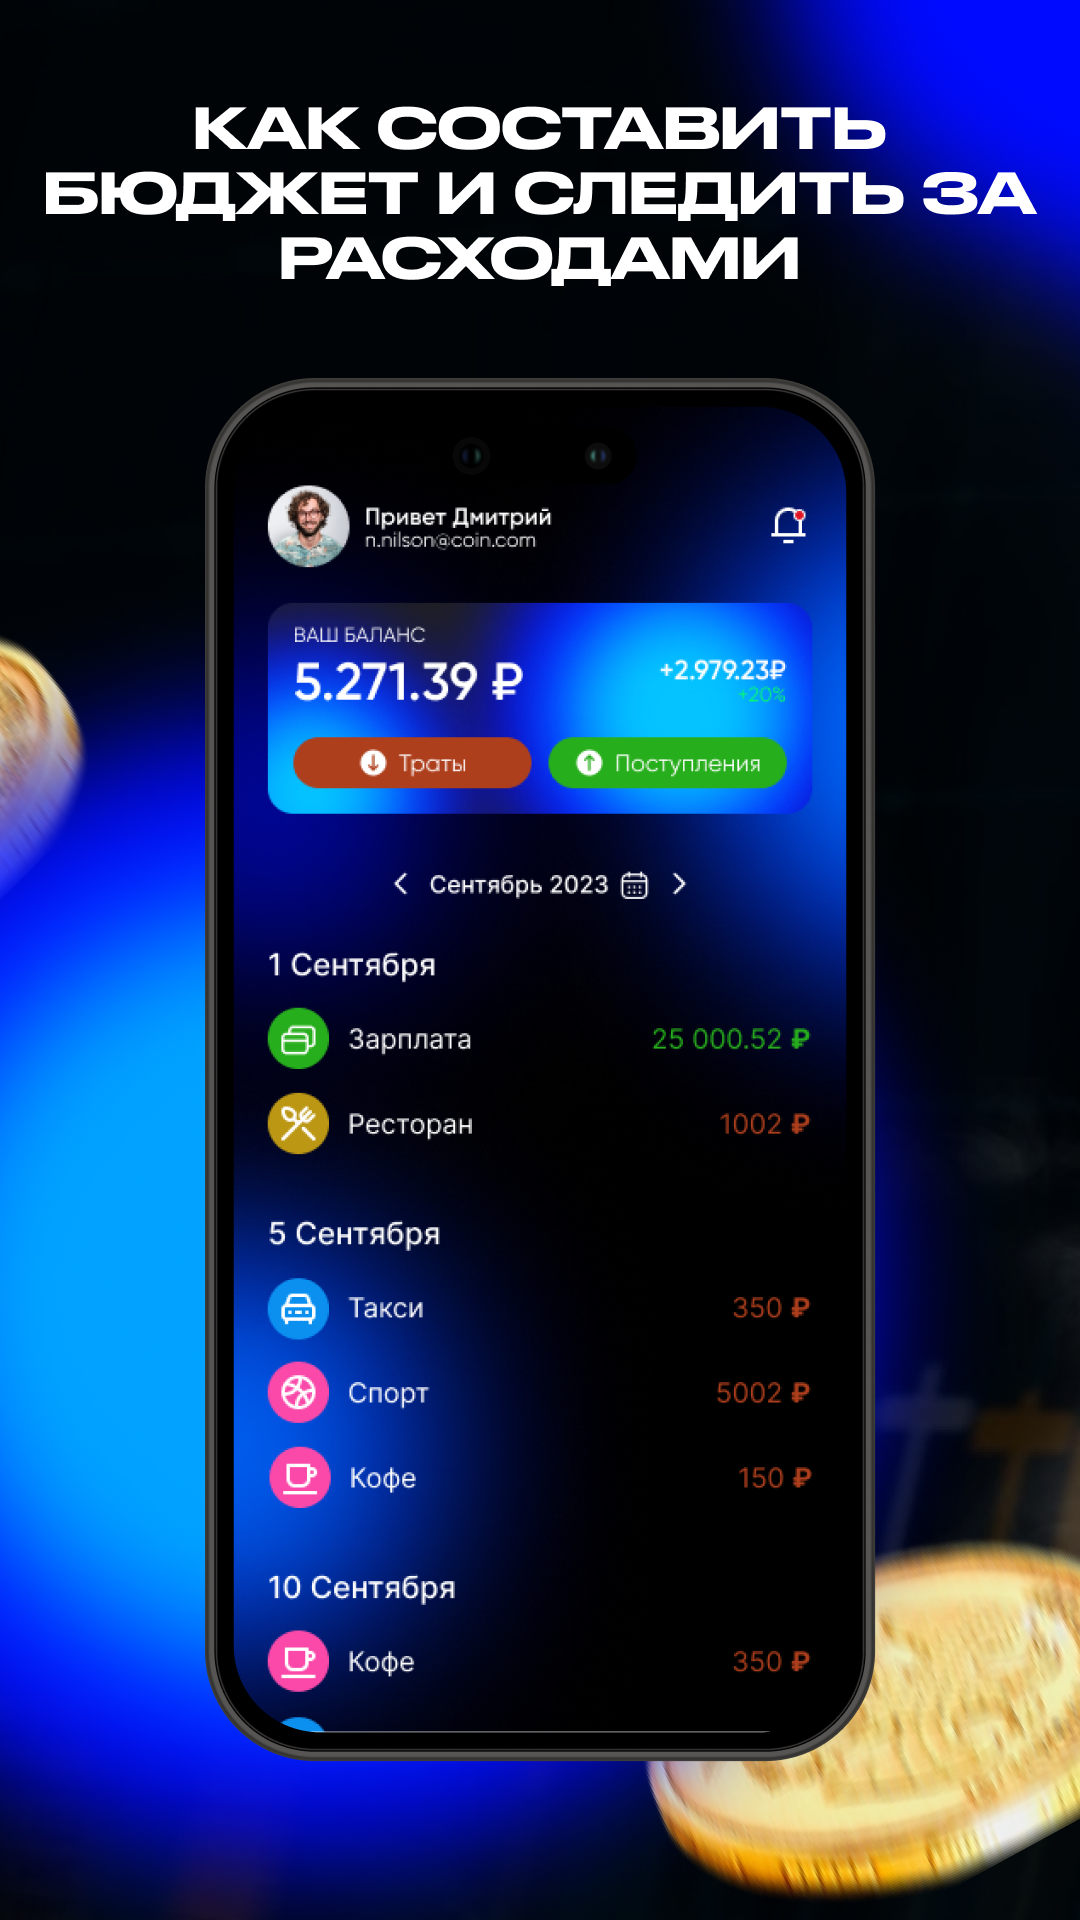 КАК СОСТАВИТЬ
БЮДЖЕТ И СЛЕДИТЬ ЗА
РАСХОДАМИ
Привет Дмитрий
n.nilson@coin.com
ВАШ БАЛАНС
5.271.39 ₽
+2.979.23₽
+20%
Траты
Поступления
Сентябрь 2023
1 Сентября
Зарплата 25 000.52 ₽
Ресторан 1002 ₽
5 Сентября
Такси 350 ₽
Спорт 5002 ₽
Кофе 150 ₽
10 Сентября
Кофе 350 ₽